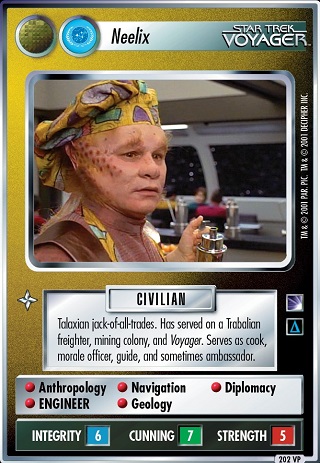 Neelix
STAR TREK
VOYAGER™
TM & © 2001 PAR. PIC. TM & © 2001 DECIPHER INC.
CIVILIAN
Talaxian jack-of-all-trades. Has served on a Trabalian
freighter, mining colony, and Voyager. Serves as cook,
morale officer, guide, and sometimes ambassador.
Anthropology Navigation Diplomacy
ENGINEER Geology
INTEGRITY 6 CUNNING 7 STRENGTH 5
202 VP